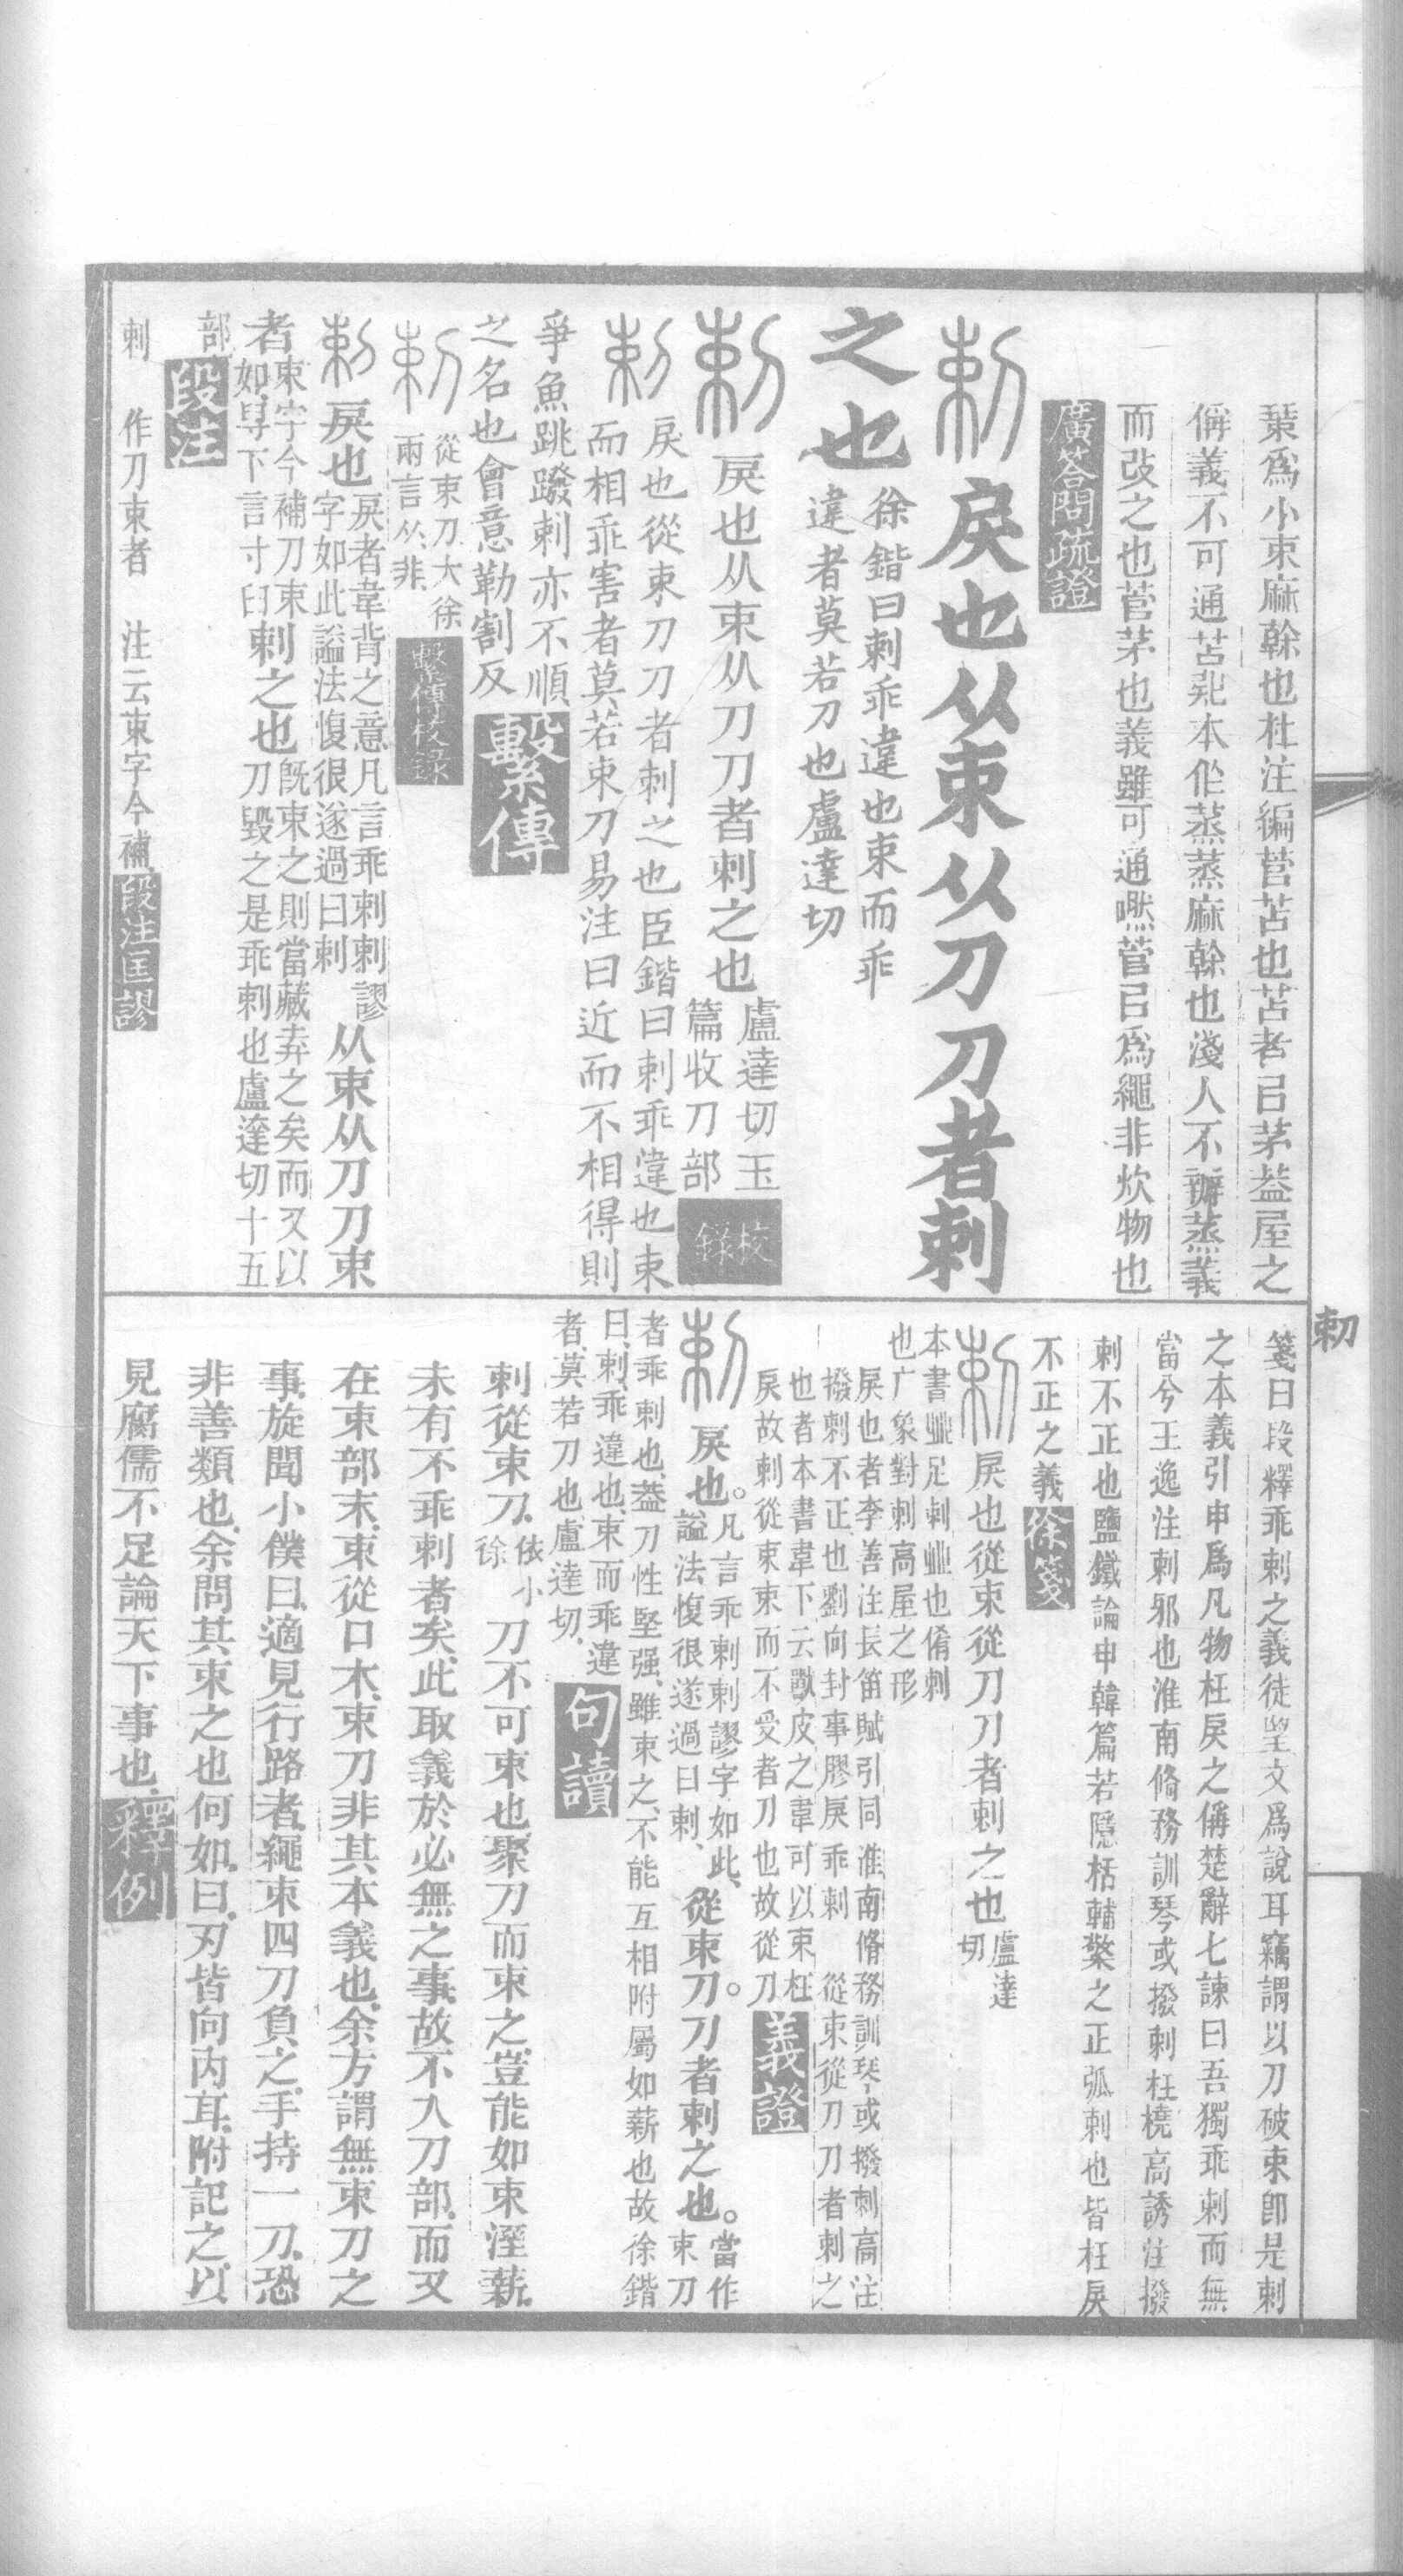 葉爲小束麻榦也杜注編菅苫也苫者㠯茅蓋屋之
偁義不可通苫𣏟本作蒸蒸麻榦也淺人不辧蒸義
而改之也菅茅也義雖可通嘫菅㠯爲繩非炊物也
廣答問疏證
剌 戾也从束从刀刀者剌
之也
徐鍇曰剌乖違也束而乖
違者莫若刀也盧達切
剌 戾也从束从刀刀者剌之也
盧達切玉
篇收刀部
校錄
剌 戾也從束刀刀者剌之也臣鍇曰剌乖違也束
而相乖害者莫若束刀易注曰近而不相得則
爭魚跳蹳剌亦不順
之名也會意勒割反
繫傳
剌
從束刀大徐
兩言从非
繫傳校錄
剌 戾也
戾者韋背之意凡言乖剌剌謬
字如此謚法愎很遂過曰剌
从束从刀刀束
者
束字今補刀束
如𢍜下言寸臼
剌之也
旣束之則當藏弆之矣而又以
刀毀之是乖剌也盧達切十五
部
段注
剌 作刀束者 注云束字今補
段注匡謬
剌
箋曰段釋乖剌之義徒望文爲說耳竊謂以刀破束卽是剌
之本義引申爲凡物枉戾之偁楚辭七諫曰吾獨乖剌而無
當兮王逸注剌邪也淮南脩務訓琴或撥剌枉橈高誘注撥
剌不正也鹽鐵論申韓篇若隱栝輔檠之正弧剌也皆枉戾
不正之義
徐箋
剌 戾也從束從刀刀者剌之也
盧達
切
本書𣥠足剌𣥠也㾫剌
也广象對剌高屋之形
戾也者李善注長笛賦引同淮南脩務訓琴或撥剌高注
撥剌不正也劉向封事膠戾乖剌 從束從刀刀者剌之
也者本書韋下云獸皮之韋可以束枉
戾故剌從束束而不受者刀也故從刀
義證
剌 戾也。
凡言乖剌剌謬字如此、
謚法愎很遂過曰剌、
從束刀。刀者剌之也。
當作
束刀
者乖剌也、蓋刀性堅强、雖束之、不能互相附屬如薪也故徐鍇
曰、剌、乖違也、束而乖違
者、莫若刀也、盧達切、
句讀
剌從束刀、
依小
徐
刀不可束也聚刀而束之、豈能如束溼薪、
未有不乖剌者矣、此取義於必無之事、故不入刀部、而又
在束部末、束從口木、束刀非其本義也、余方謂無束刀之
事、旋聞小僕曰、適見行路者、繩束四刀負之、手持一刀、恐
非善類也、余問其束之也何如、曰、刃皆向內耳、附記之、以
見腐儒不足論天下事也、
釋例